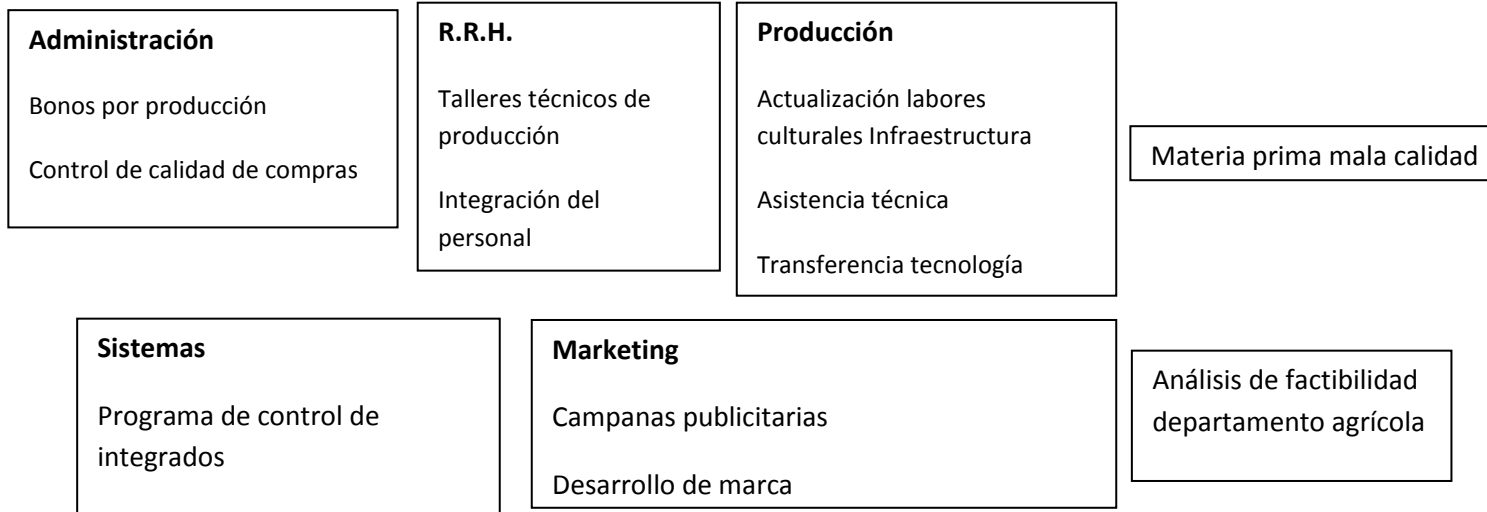 Administración
Bonos por producción
Control de calidad de compras
R.R.H.
Talleres técnicos de
producción
Integración del
personal
Producción
Actualización labores
culturales Infraestructura
Asistencia técnica
Transferencia tecnología
Materia prima mala calidad
Sistemas
Programa de control de
integrados
Marketing
Campanas publicitarias
Desarrollo de marca
Análisis de factibilidad
departamento agrícola